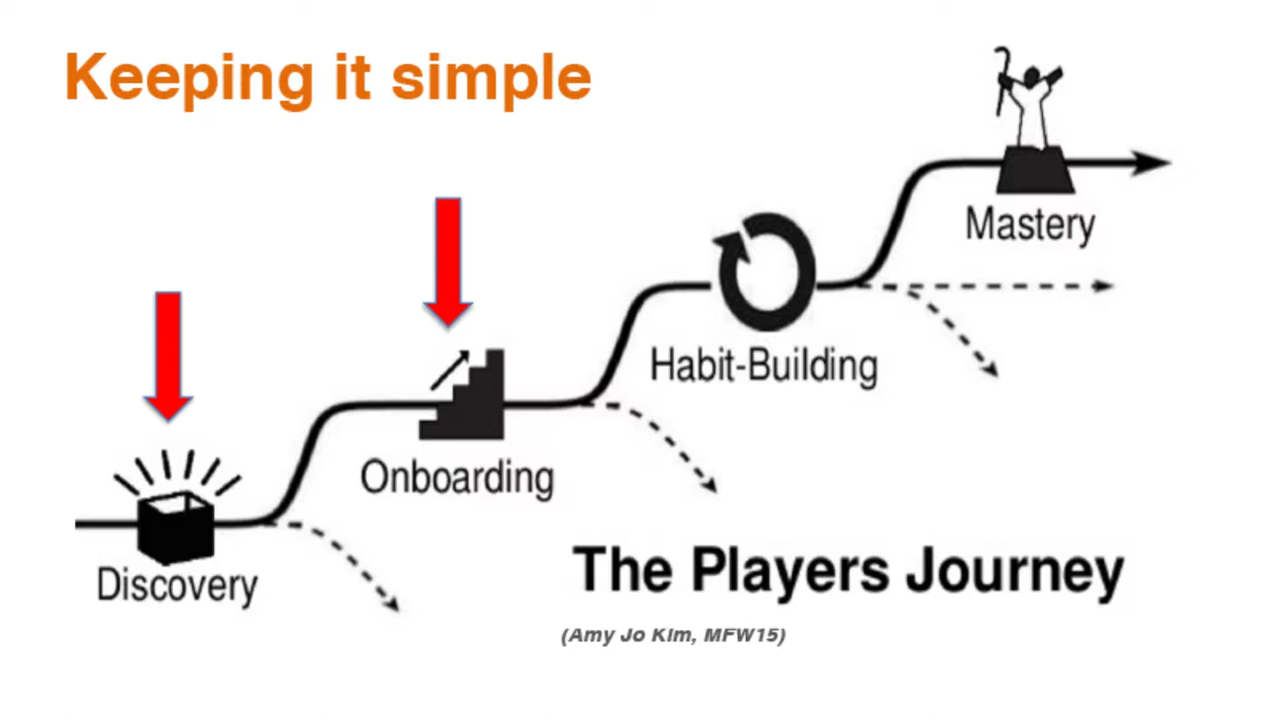 Keeping it simple
Mastery
Habit-Building
Onboarding
Discovery
The Players Journey
(Amy Jo Kim, MFW15)